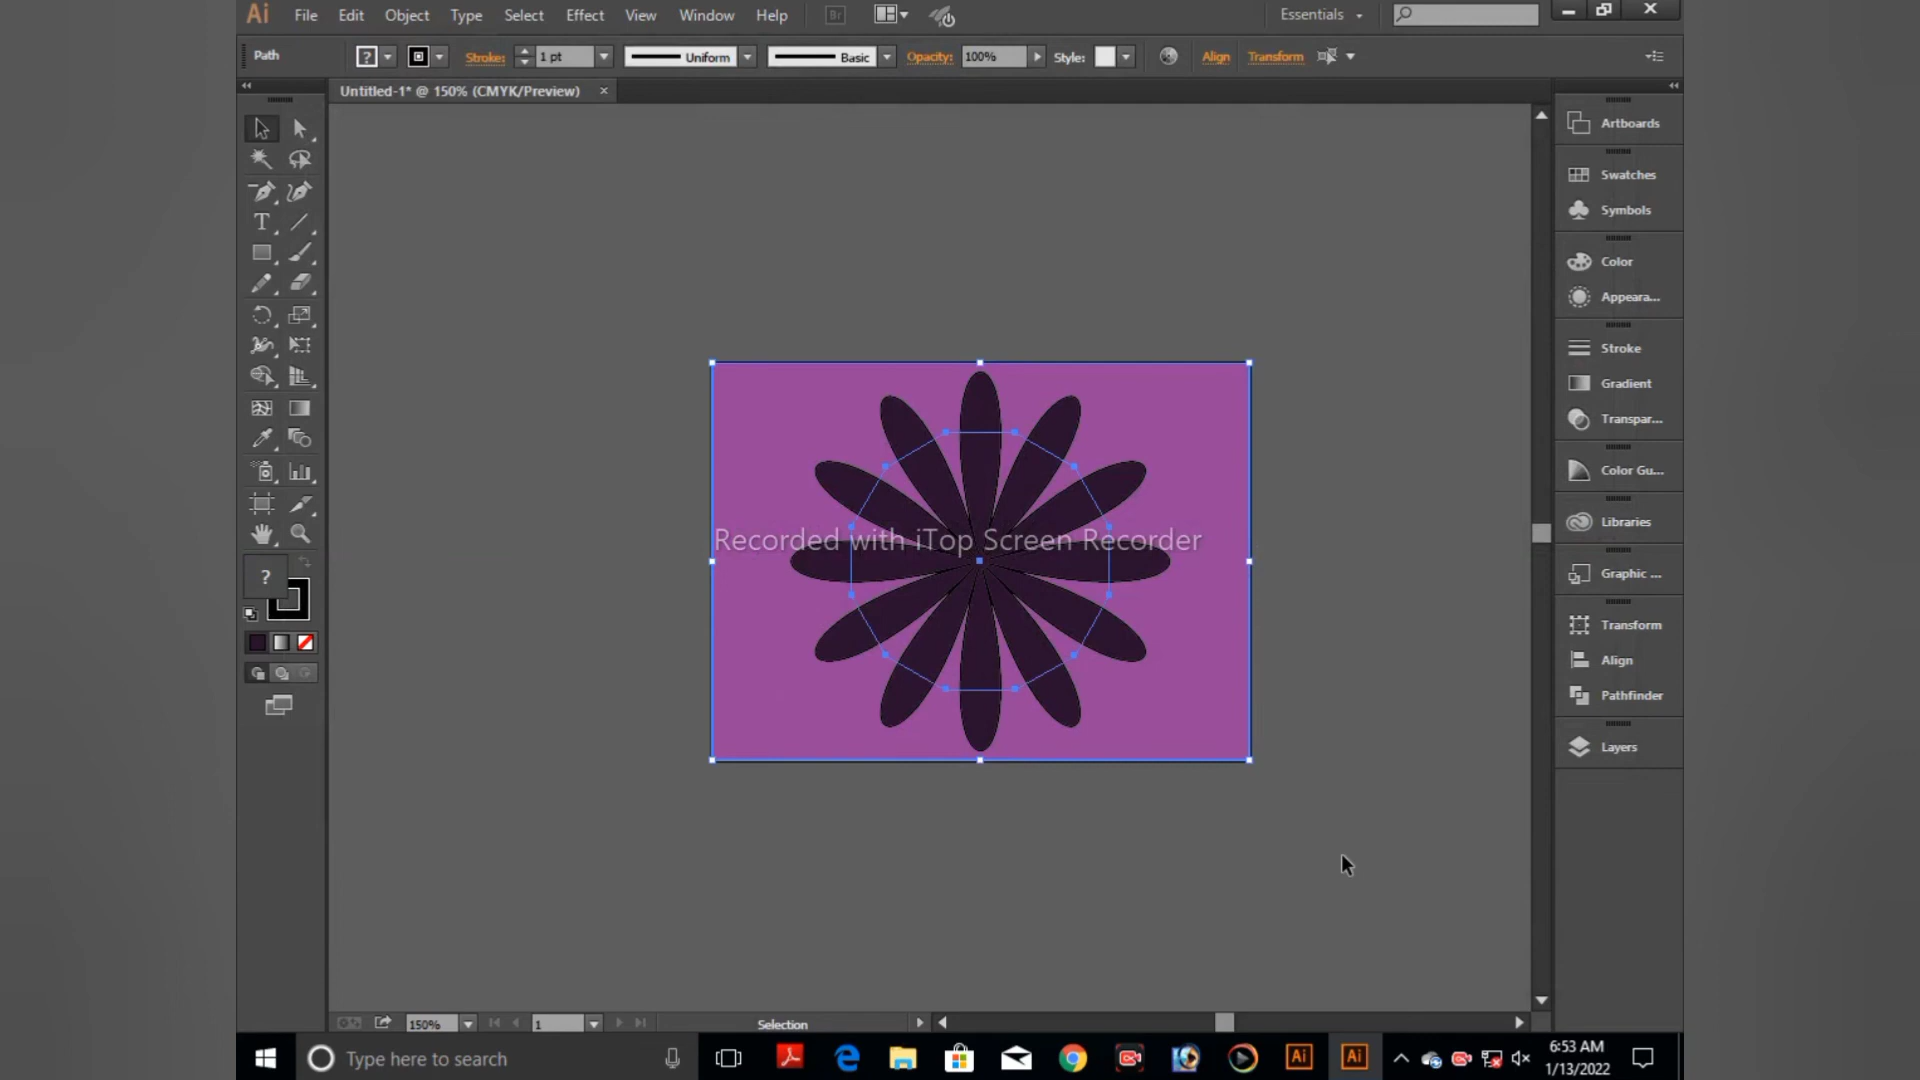 Ai File Edit Object Type Select Effect View Window Help Br Essentials
Path ? Stroke: 1 pt Uniform Basic Opacity: 100% Style: Align Transform
Untitled-1* @ 150% (CMYK/Preview) ×
Artboards
Swatches
Symbols
Color
Appeara...
Stroke
Gradient
Transpar...
Color Gu...
Libraries
Graphic ...
Transform
Align
Pathfinder
Layers
T
?
Recorded with iTop Screen Recorder
150% 1 Selection
Type here to search
Ai
Ai
6:53 AM
1/13/2022